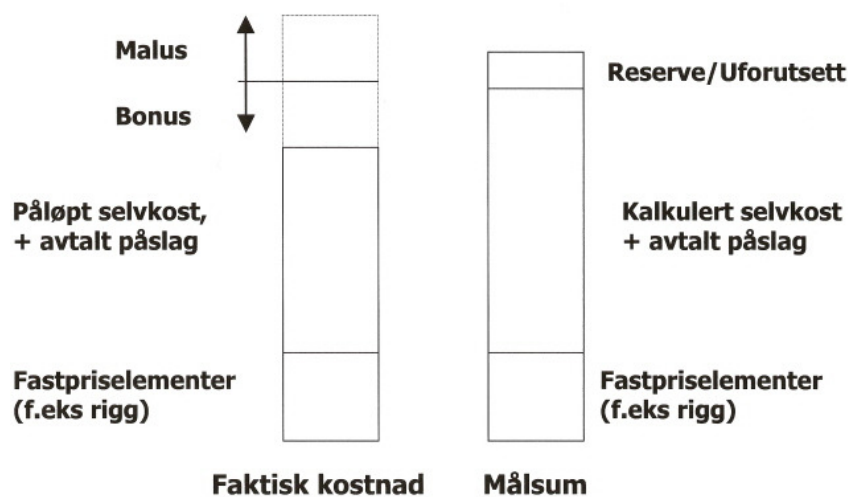 Malus
Bonus
Reserve/Uforutsett
Påløpt selvkost,
+ avtalt påslag
Kalkulert selvkost
+ avtalt påslag
Fastpriselementer
(f.eks rigg)
Fastpriselementer
(f.eks rigg)
Faktisk kostnad
Målsum